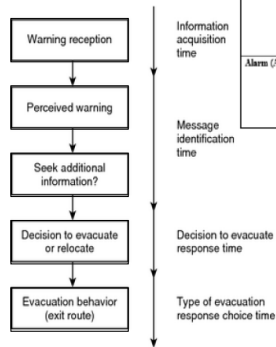 Warning reception
Perceived warning
Seek additional
information?
Decision to evacuate
or relocate
Evacuation behavior
(exit route)
Information
acquisition
time
Message
identification
time
Decision to evacuate
response time
Type of evacuation
response choice time
Alarm